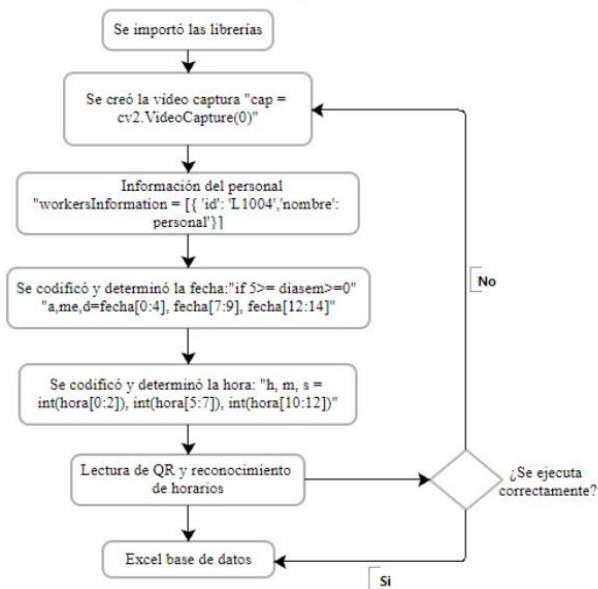 Se importó las librerías
Se creó la vídeo captura "cap =
cv2.VideoCapture(0)"
Información del personal
"workersInformation = [{ 'id': 'L1004','nombre':
personal'}]
Se codificó y determinó la fecha:"if 5>= diasem>=0"
"a,me,d=fecha[0:4], fecha[7:9], fecha[12:14]"
Se codificó y determinó la hora: "h, m, s =
int(hora[0:2]), int(hora[5:7]), int(hora[10:12])"
Lectura de QR y reconocimiento
de horarios
Excel base de datos
No
¿Se ejecuta
correctamente?
Si